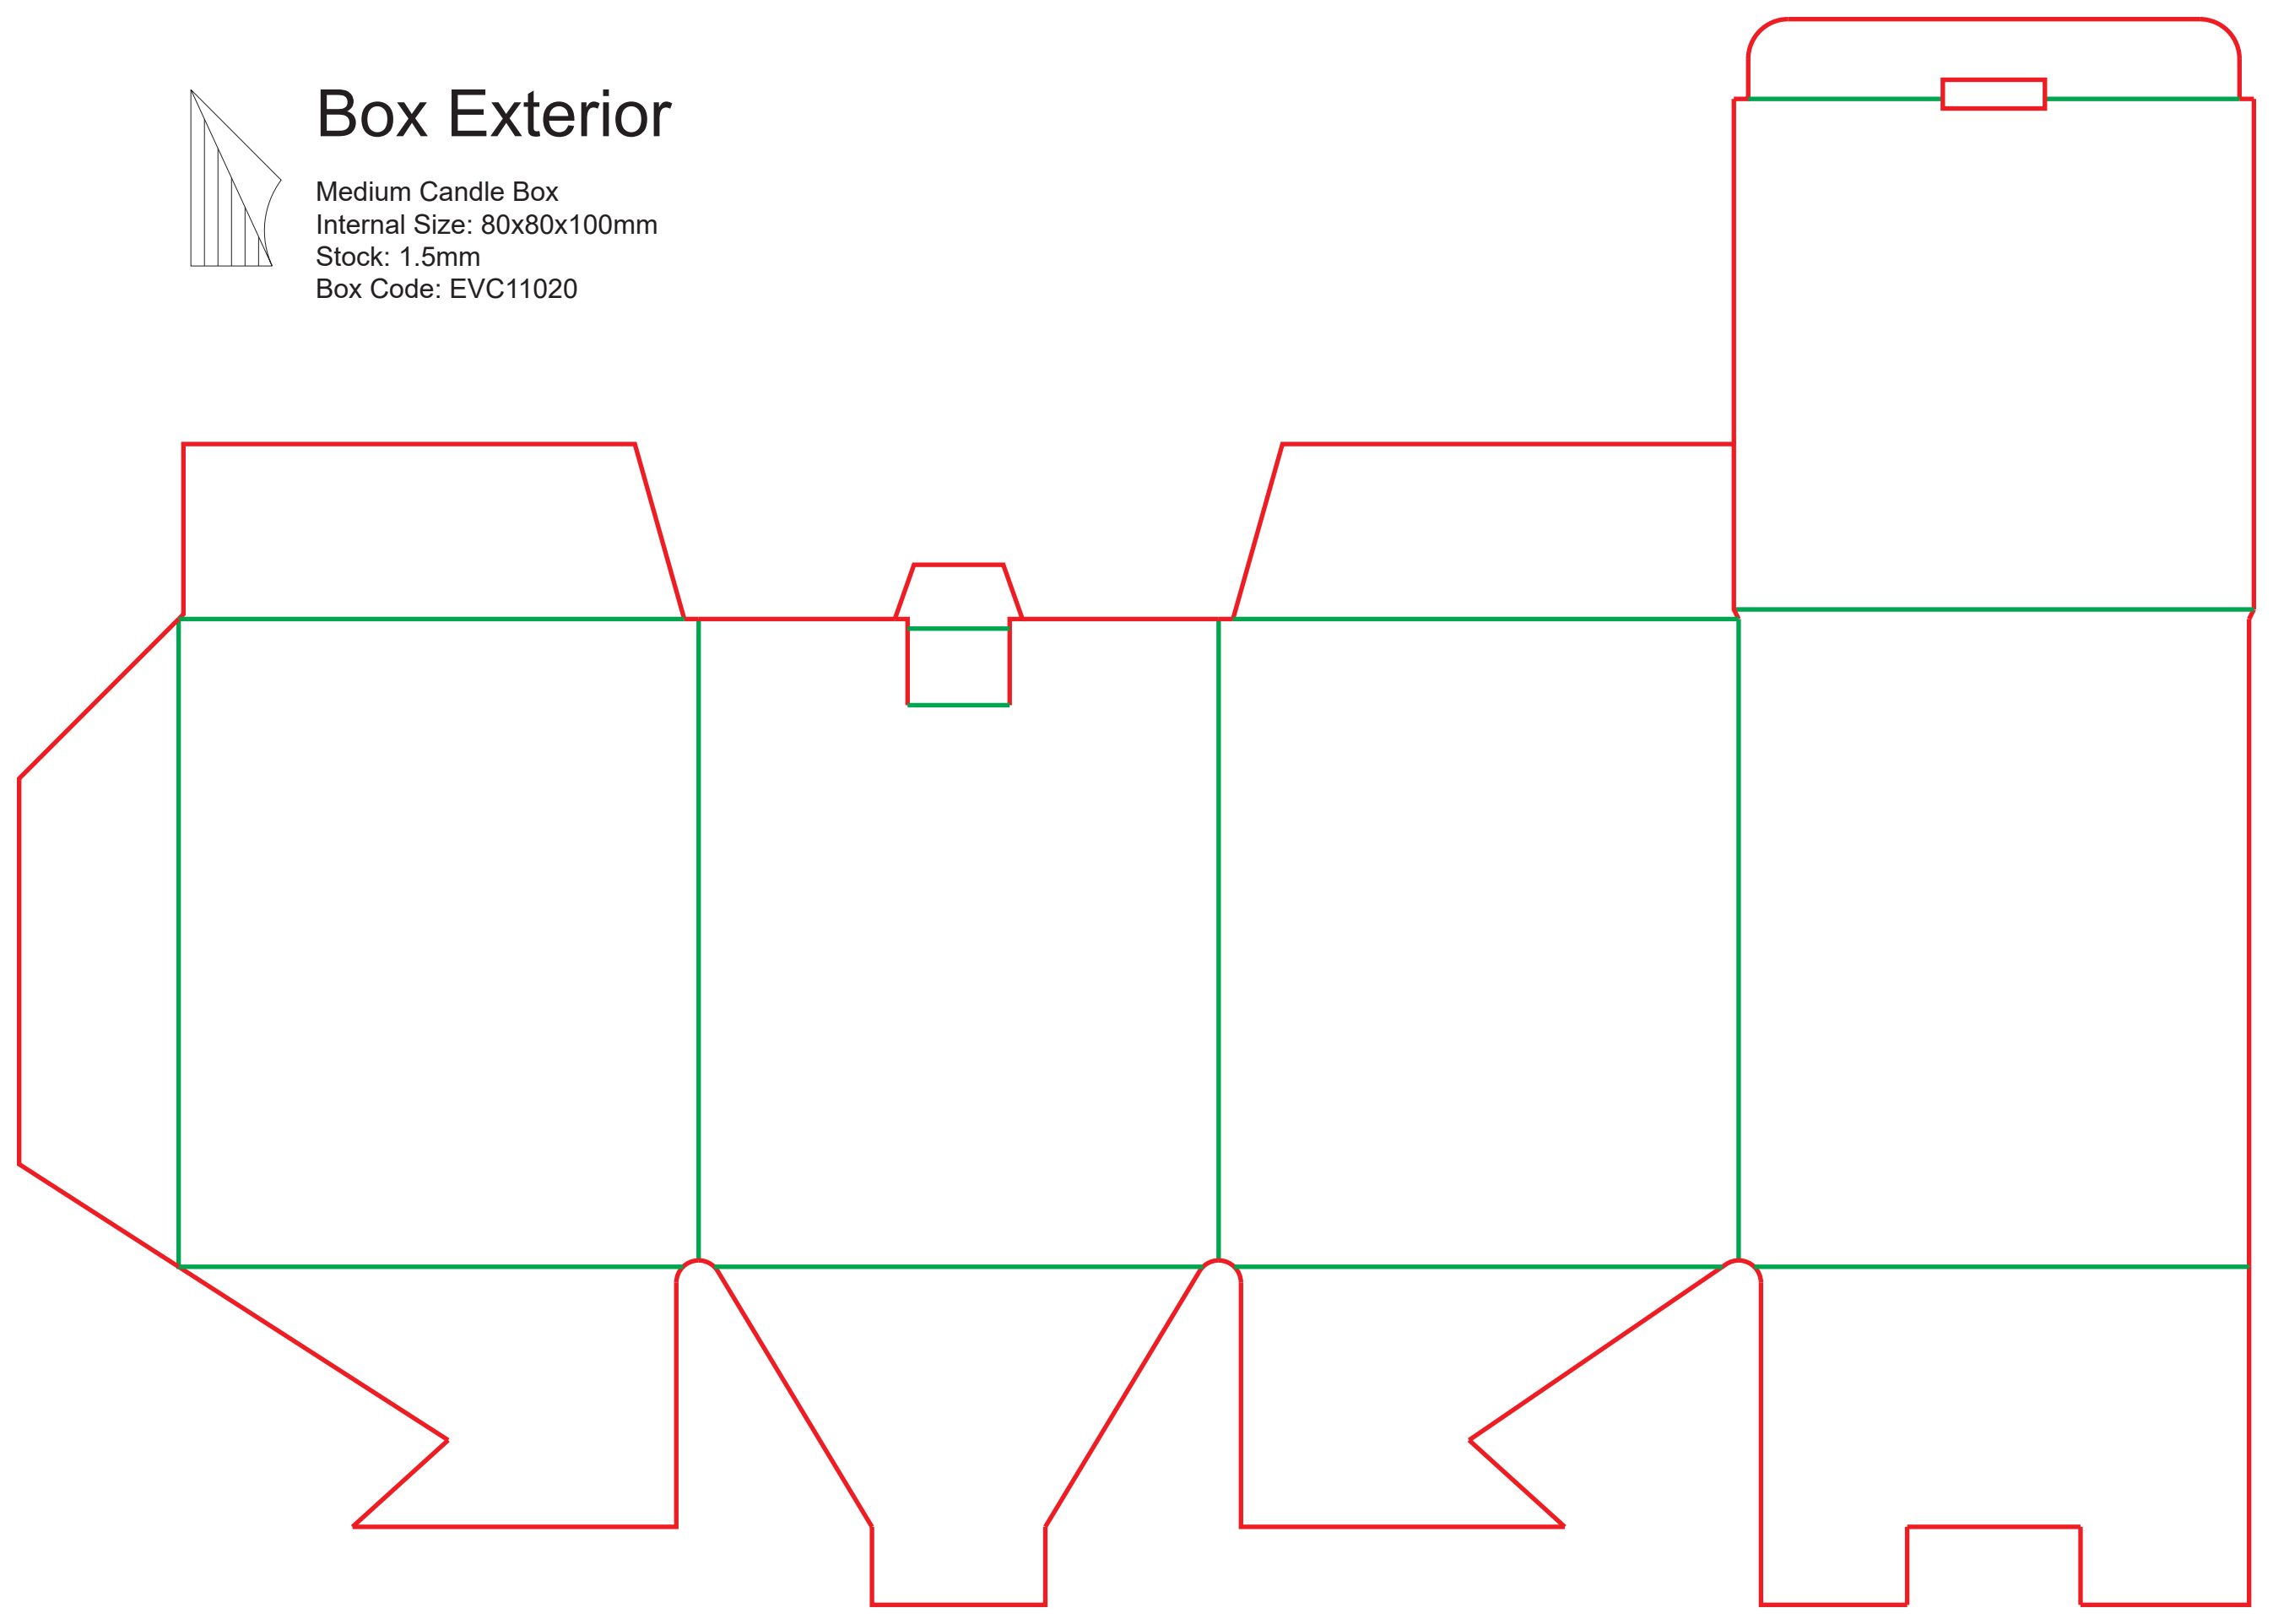 Box Exterior
Medium Candle Box
Internal Size: 80x80x100mm
Stock: 1.5mm
Box Code: EVC11020